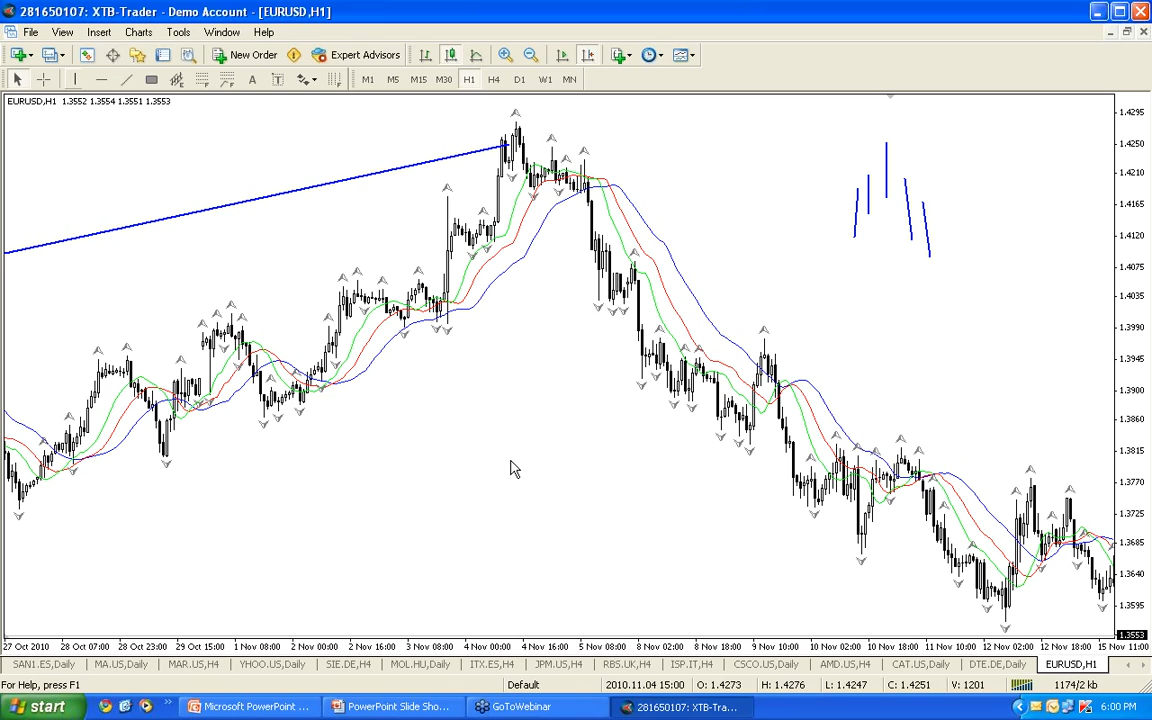 281650107: XTB-Trader - Demo Account - [EURUSD,H1]
File View Insert Charts Tools Window Help
New Order Expert Advisors
A T M1 M5 M15 M30 H1 H4 D1 W1 MN
EURUSD,H1 1.3552 1.3554 1.3551 1.3553
1.4295
1.4250
1.4210
1.4165
1.4120
1.4075
1.4035
1.3990
1.3945
1.3900
1.3860
1.3815
1.3770
1.3725
1.3685
1.3640
1.3595
1.3553
27 Oct 2010 28 Oct 07:00 28 Oct 23:00 29 Oct 15:00 1 Nov 08:00 2 Nov 00:00 2 Nov 16:00 3 Nov 08:00 4 Nov 00:00 4 Nov 16:00 5 Nov 08:00 8 Nov 02:00 8 Nov 18:00 9 Nov 10:00 10 Nov 02:00 10 Nov 18:00 11 Nov 10:00 12 Nov 02:00 12 Nov 18:00 15 Nov 11:00
SAN1.ES,Daily MA.US,Daily MAR.US,H4 YHOO.US,Daily SIE.DE,H4 MOL.HU,Daily ITX.ES,H4 JPM.US,H4 RBS.UK,H4 ISP.IT,H4 CSCO.US,Daily AMD.US,H4 CAT.US,Daily DTE.DE,Daily EURUSD,H1
For Help, press F1 Default 2010.11.04 15:00 O: 1.4273 H: 1.4276 L: 1.4247 C: 1.4251 V: 1201 1174/2 kb
start Microsoft PowerPoint ... PowerPoint Slide Sho... GoToWebinar 281650107: XTB-Tra... 6:00 PM